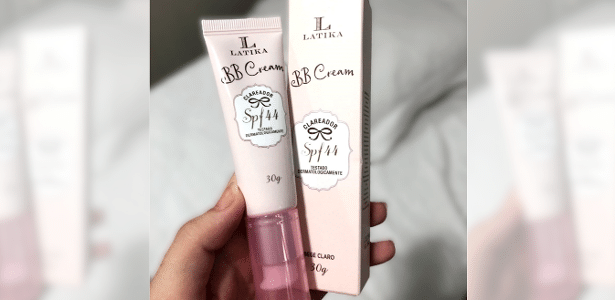 L
LATIKA
BB Cream
CLAREADOR
Spf 44
TESTADO
DERMATOLOGICAMENTE
30g
L
LATIKA
BB Cream
CLAREADOR
Spf 44
TESTADO
DERMATOLOGICAMENTE
CLARO
30g